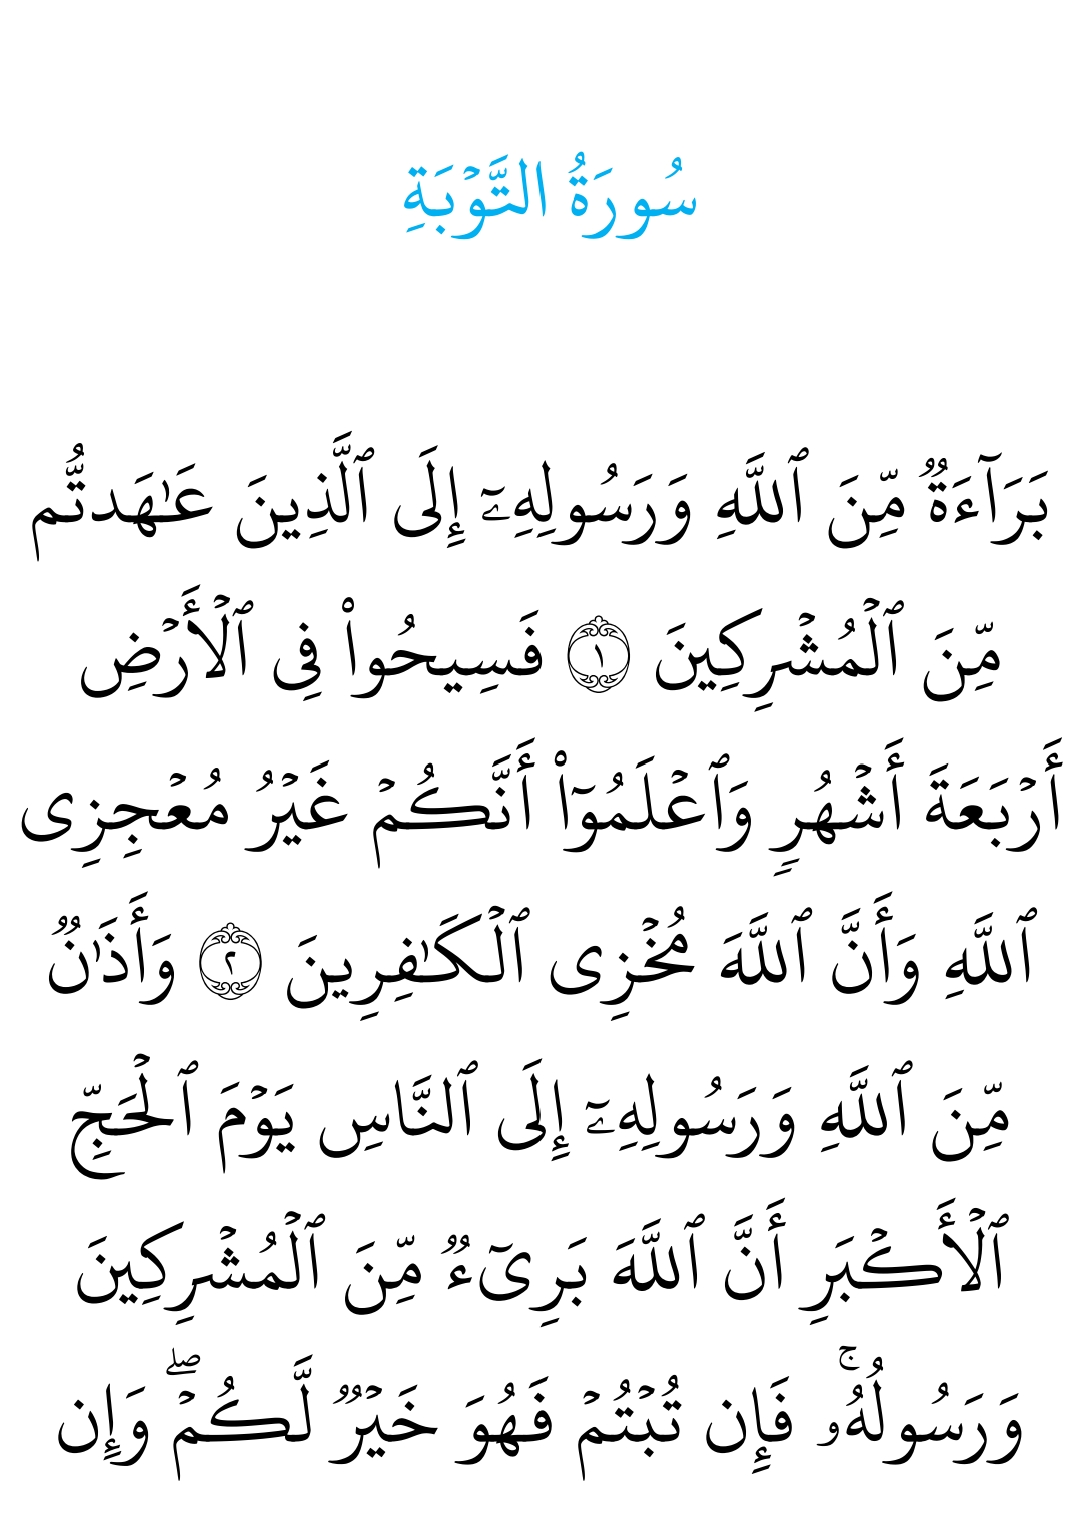 سُورَةُ التَّوۡبَةِ
بَرَآءَةٌ مِّنَ ٱللَّهِ وَرَسُولِهِۦٓ إِلَى ٱلَّذِينَ عَٰهَدتُّم
مِّنَ ٱلۡمُشۡرِكِينَ ١ فَسِيحُواْ فِى ٱلۡأَرۡضِ
أَرۡبَعَةَ أَشۡهُرٍ وَٱعۡلَمُوٓاْ أَنَّكُمۡ غَيۡرُ مُعۡجِزِى
ٱللَّهِ وَأَنَّ ٱللَّهَ مُخۡزِى ٱلۡكَٰفِرِينَ ٢ وَأَذَٰنٌ
مِّنَ ٱللَّهِ وَرَسُولِهِۦٓ إِلَى ٱلنَّاسِ يَوۡمَ ٱلۡحَجِّ
ٱلۡأَكۡبَرِ أَنَّ ٱللَّهَ بَرِىٓءٌ مِّنَ ٱلۡمُشۡرِكِينَ
وَرَسُولُهُۥۚ فَإِن تُبۡتُمۡ فَهُوَ خَيۡرٌ لَّكُمۡۖ وَإِن